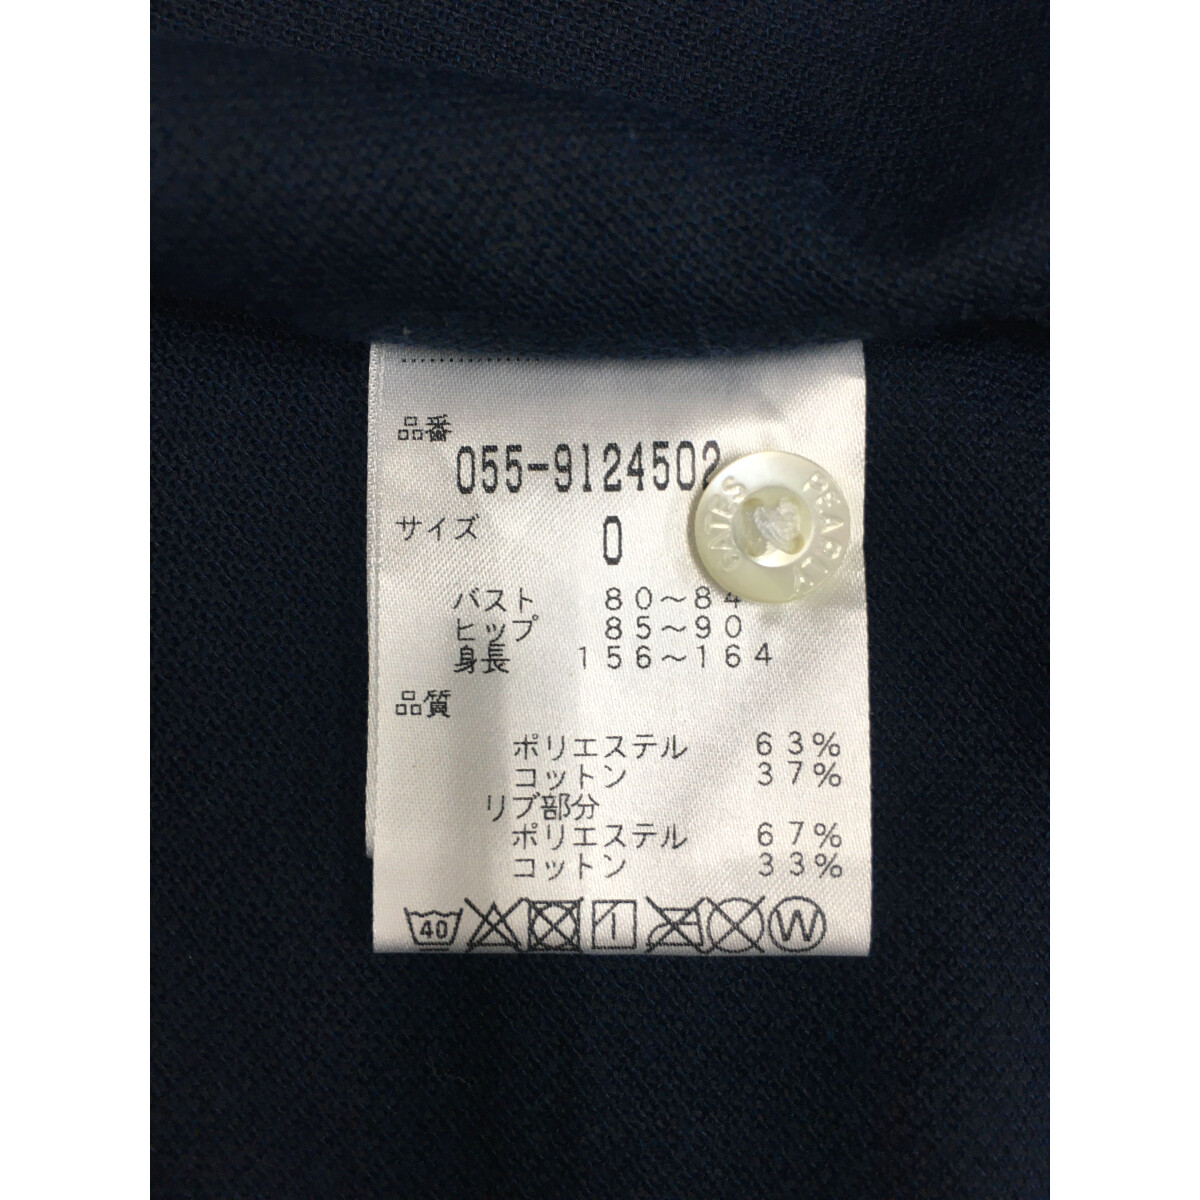 品番
055-9124502
サイズ 0
PEARLY GATES
バスト 80～84
ヒップ 85～90
身長 156～164
品質
ポリエステル 63%
コットン 37%
リブ部分
ポリエステル 67%
コットン 33%
40 W